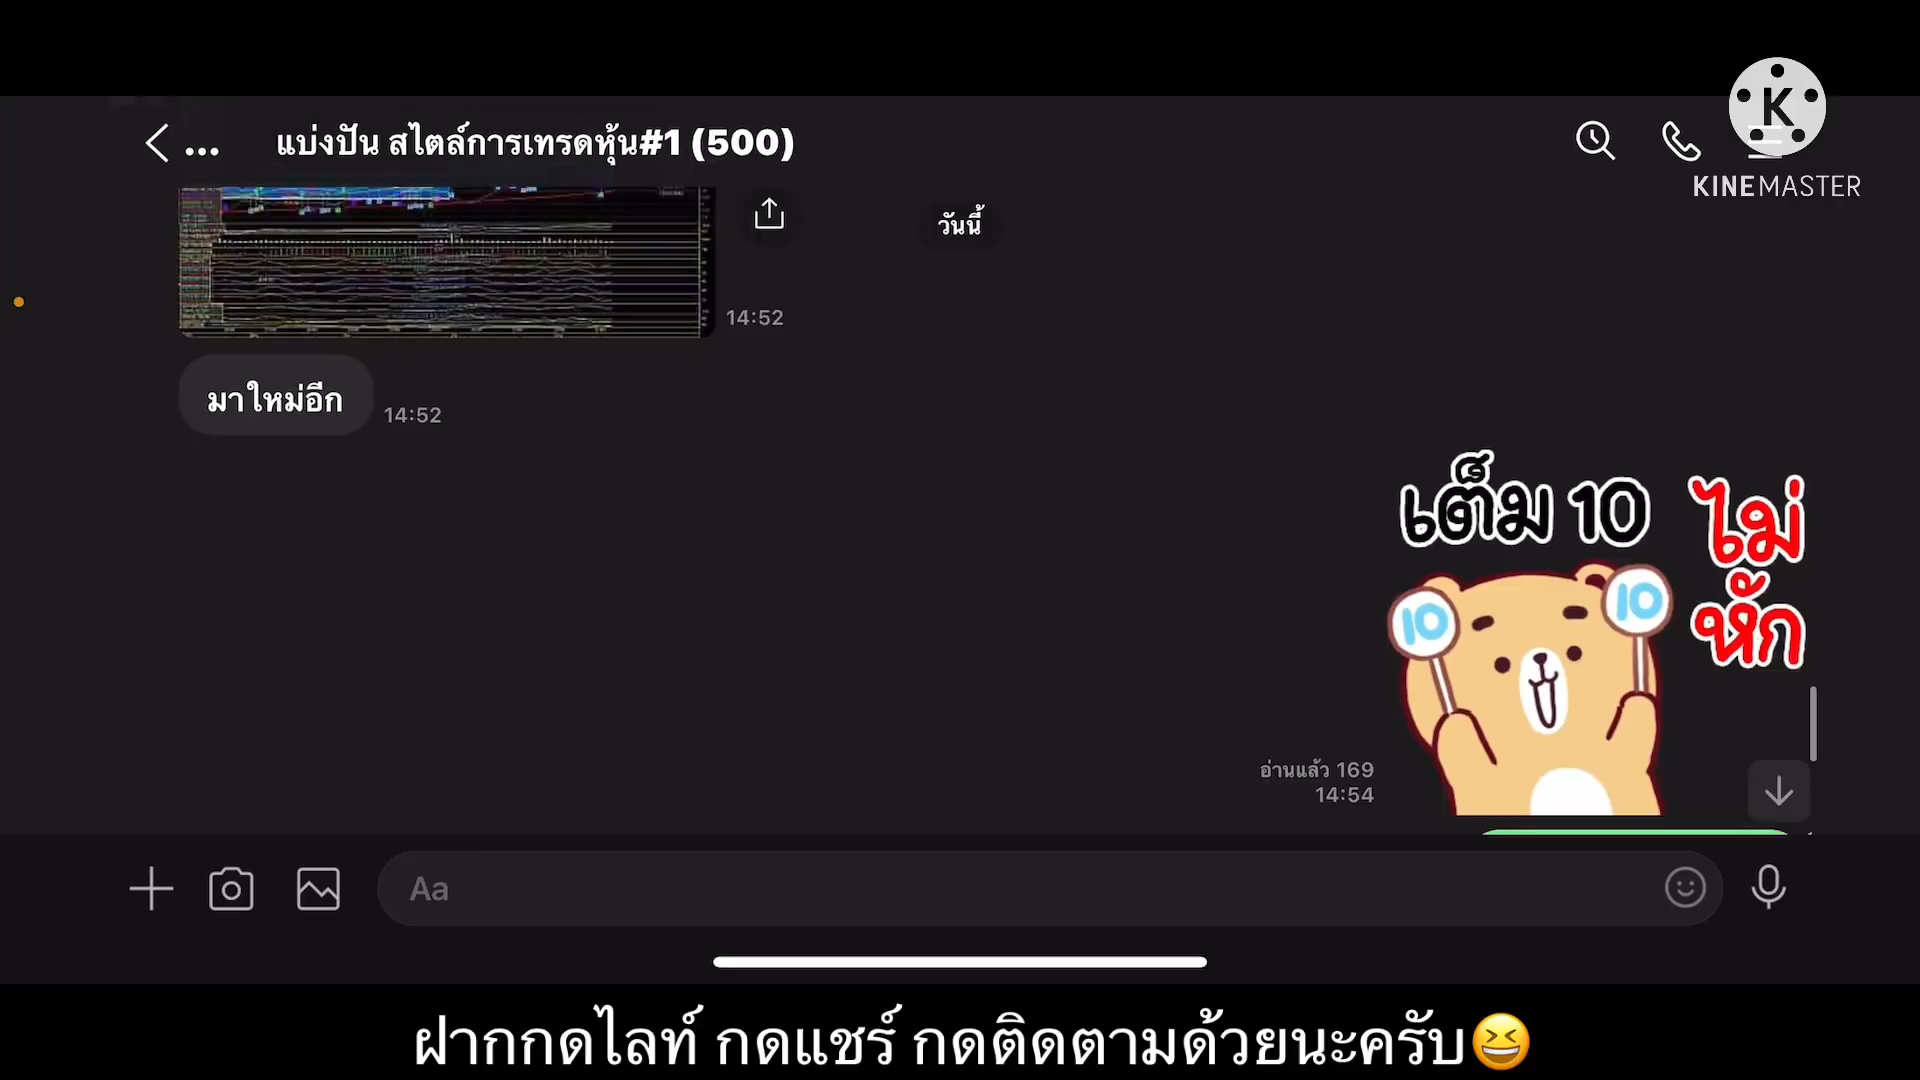 ... แบ่งปัน สไตล์การเทรดหุ้น#1 (500)
K
KINEMASTER
วันนี้
14:52
มาใหม่อีก
14:52
เต็ม 10 ไม่
หัก
10 10
อ่านแล้ว 169
14:54
Aa
ฝากกดไลท์ กดแชร์ กดติดตามด้วยนะครับ😆